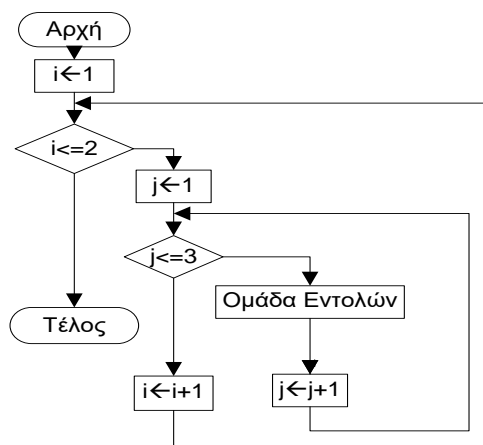 Αρχή
i←1
i<=2
j←1
j<=3
Ομάδα Εντολών
Τέλος
i←i+1
j←j+1